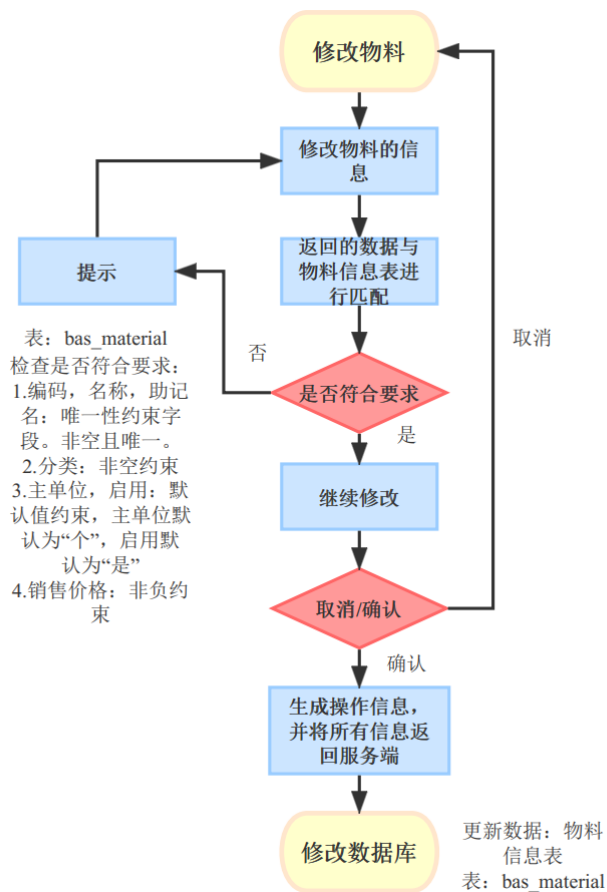 修改物料
修改物料的信
息
返回的数据与
物料信息表进
行匹配
提示
取消
表：bas_material
检查是否符合要求：
1.编码，名称，助记
名：唯一性约束字
段。非空且唯一。
2.分类：非空约束
3.主单位，启用：默
认值约束，主单位默
认为“个”，启用默
认为“是”
4.销售价格：非负约
束
否
是否符合要求
是
继续修改
取消/确认
确认
生成操作信息，
并将所有信息返
回服务端
修改数据库
更新数据：物料
信息表
表：bas_material